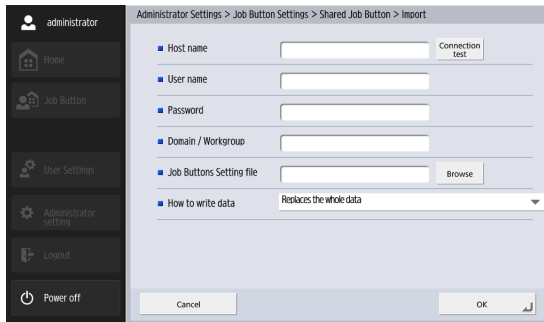 administrator
Home
Job Button
User Settings
Administrator
setting
Logout
Power off
Administrator Settings > Job Button Settings > Shared Job Button > Import
Host name
Connection
test
User name
Password
Domain / Workgroup
Job Buttons Setting file
Browse
How to write data
Replaces the whole data
Cancel
OK